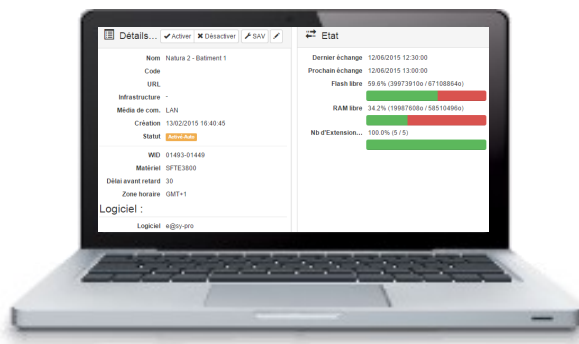 Détails... Activer Désactiver SAV
Nom Natura 2 - Batiment 1
Code
URL
Infrastructure -
Média de com. LAN
Création 13/02/2015 16:40:45
Statut Activé Auto
WID 01493-01449
Matériel SFTE3800
Délai avant retard 30
Zone horaire GMT+1
Logiciel :
Logiciel e@sy-pro
Etat
Dernier échange 12/06/2015 12:30:00
Prochain échange 12/06/2015 13:00:00
Flash libre 59.6% (39973910o / 67108864o)
RAM libre 34.2% (19987608o / 58510496o)
Nb d'Extension... 100.0% (5 / 5)